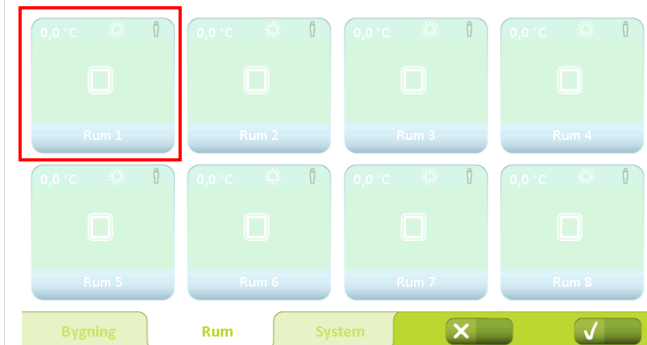 0,0 °C 0,0 °C 0,0 °C 0,0 °C
Rum 1 Rum 2 Rum 3 Rum 4
0,0 °C 0,0 °C 0,0 °C 0,0 °C
Rum 5 Rum 6 Rum 7 Rum 8
Bygning Rum System